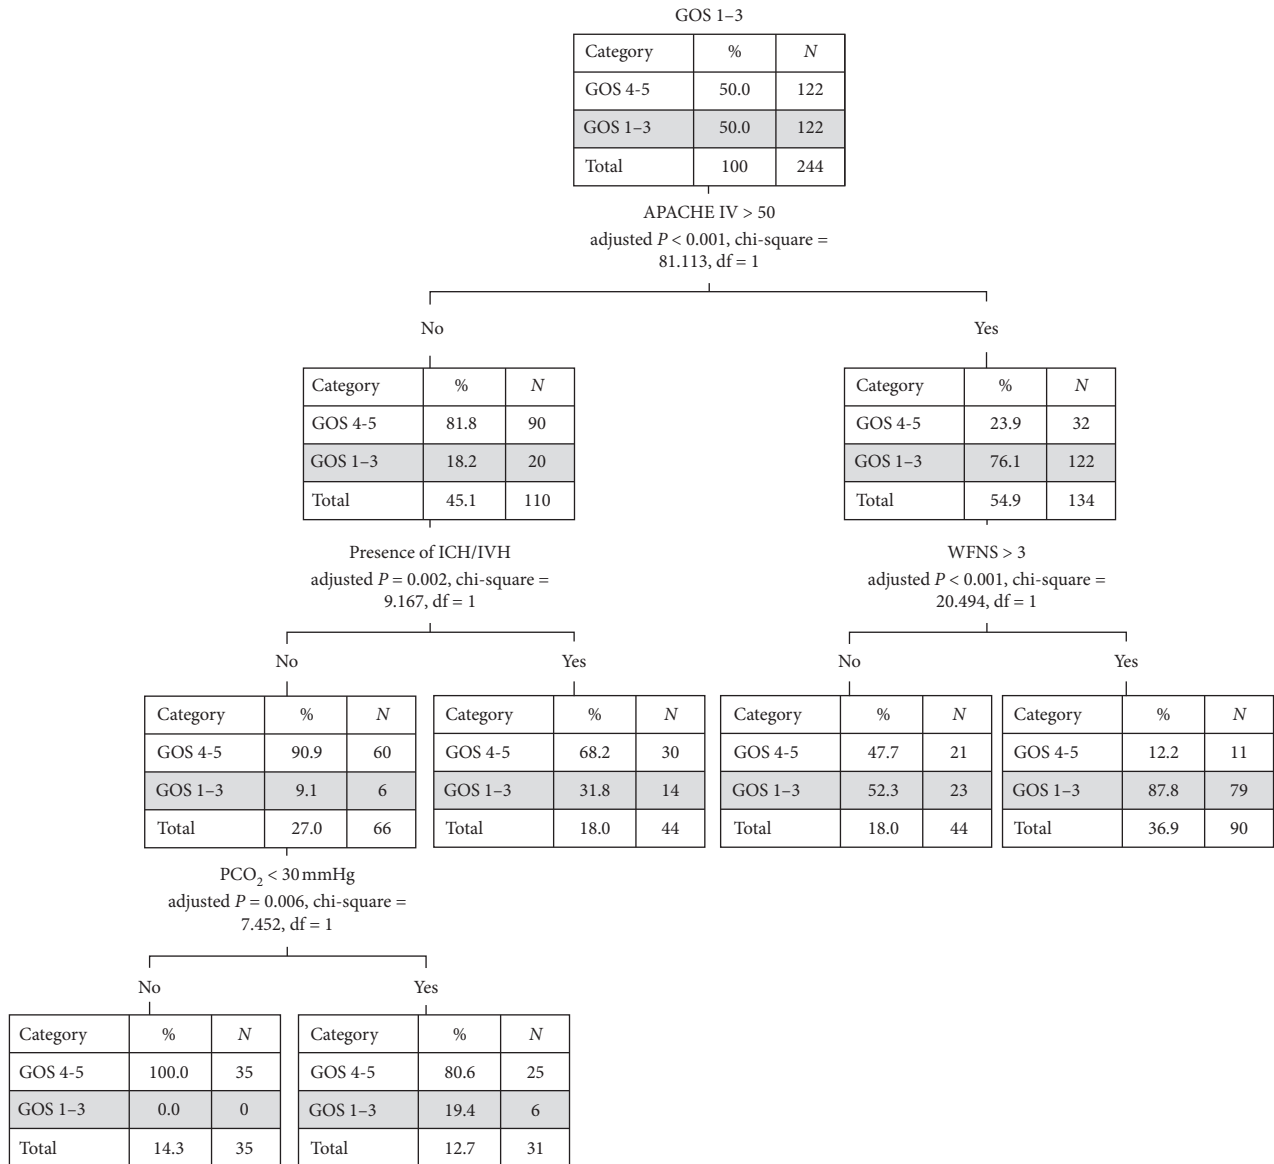 GOS 1–3
Category % N
GOS 4-5 50.0 122
GOS 1–3 50.0 122
Total 100 244
APACHE IV > 50
adjusted P < 0.001, chi-square =
81.113, df = 1
No
Yes
Category % N
GOS 4-5 81.8 90
GOS 1–3 18.2 20
Total 45.1 110
Category % N
GOS 4-5 23.9 32
GOS 1–3 76.1 122
Total 54.9 134
Presence of ICH/IVH
adjusted P = 0.002, chi-square =
9.167, df = 1
WFNS > 3
adjusted P < 0.001, chi-square =
20.494, df = 1
No
Yes
No
Yes
Category % N
GOS 4-5 90.9 60
GOS 1–3 9.1 6
Total 27.0 66
Category % N
GOS 4-5 68.2 30
GOS 1–3 31.8 14
Total 18.0 44
Category % N
GOS 4-5 47.7 21
GOS 1–3 52.3 23
Total 18.0 44
Category % N
GOS 4-5 12.2 11
GOS 1–3 87.8 79
Total 36.9 90
PCO₂ < 30 mmHg
adjusted P = 0.006, chi-square =
7.452, df = 1
No
Yes
Category % N
GOS 4-5 100.0 35
GOS 1–3 0.0 0
Total 14.3 35
Category % N
GOS 4-5 80.6 25
GOS 1–3 19.4 6
Total 12.7 31